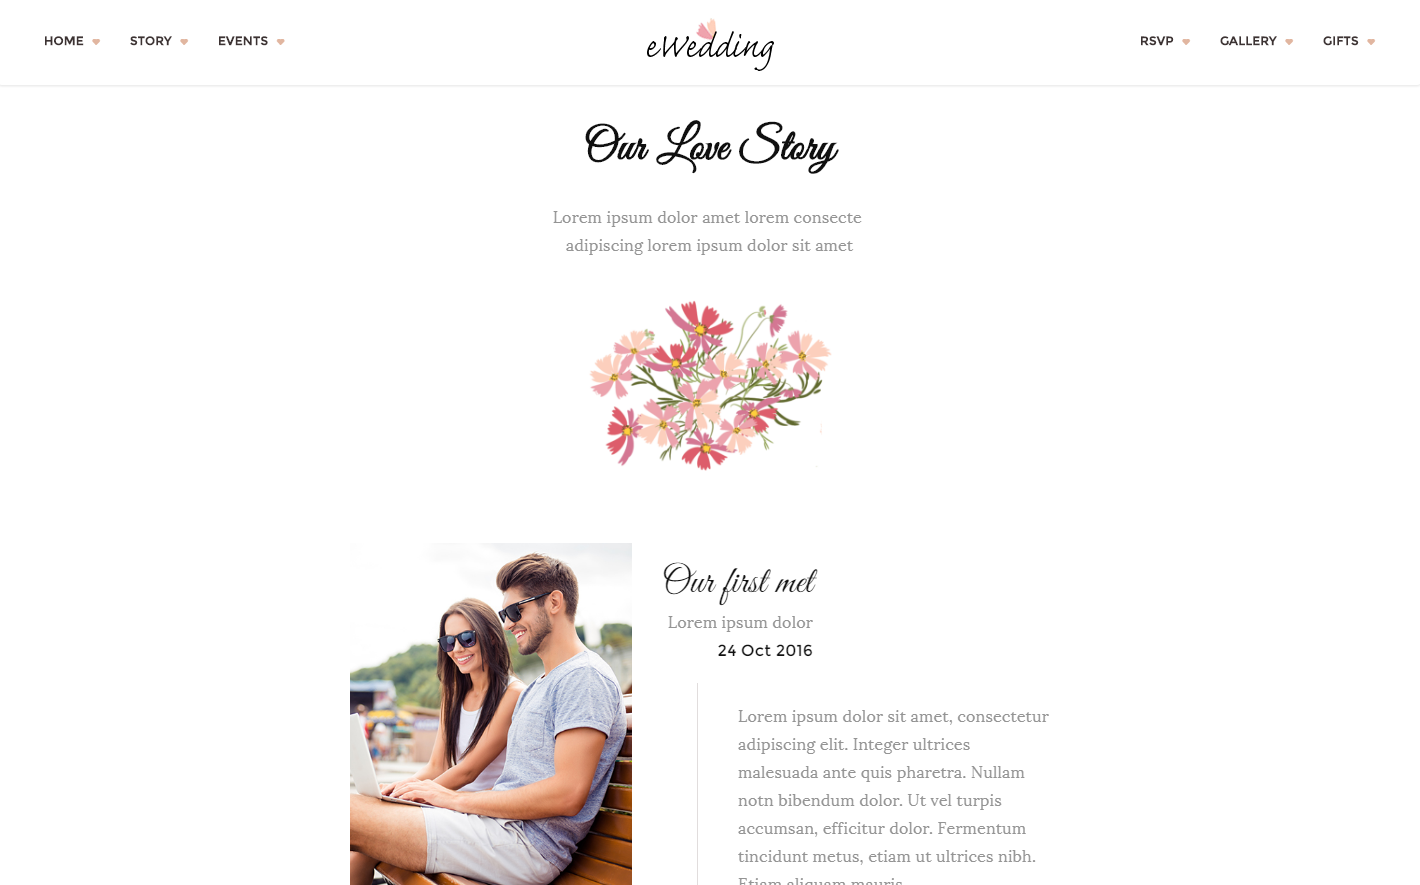 HOME
STORY
EVENTS
eWedding
RSVP
GALLERY
GIFTS
Our Love Story
Lorem ipsum dolor amet lorem consecte
adipiscing lorem ipsum dolor sit amet
Our first met
Lorem ipsum dolor
24 Oct 2016
Lorem ipsum dolor sit amet, consectetur
adipiscing elit. Integer ultrices
malesuada ante quis pharetra. Nullam
notn bibendum dolor. Ut vel turpis
accumsan, efficitur dolor. Fermentum
tincidunt metus, etiam ut ultrices nibh.
Etiam aliquam mauris